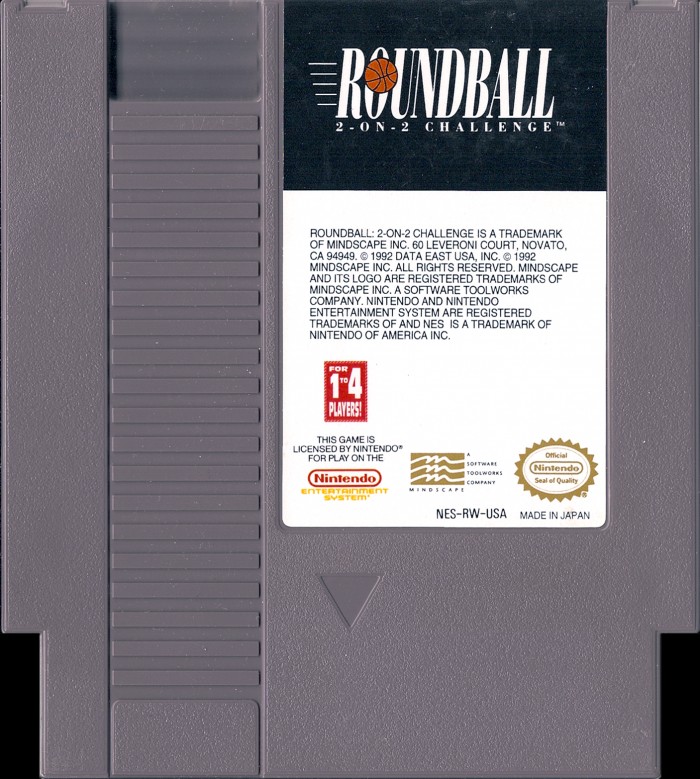 ROUNDBALL
2-ON-2 CHALLENGE™
ROUNDBALL: 2-ON-2 CHALLENGE IS A TRADEMARK
OF MINDSCAPE INC. 60 LEVERONI COURT, NOVATO,
CA 94949. © 1992 DATA EAST USA, INC. © 1992
MINDSCAPE INC. ALL RIGHTS RESERVED. MINDSCAPE
AND ITS LOGO ARE REGISTERED TRADEMARKS OF
MINDSCAPE INC. A SOFTWARE TOOLWORKS
COMPANY. NINTENDO AND NINTENDO
ENTERTAINMENT SYSTEM ARE REGISTERED
TRADEMARKS OF AND NES IS A TRADEMARK OF
NINTENDO OF AMERICA INC.
FOR
1 TO 4
PLAYERS!
THIS GAME IS
LICENSED BY NINTENDO®
FOR PLAY ON THE
Nintendo
ENTERTAINMENT
SYSTEM®
A
SOFTWARE
TOOLWORKS
COMPANY
MINDSCAPE
Official
Nintendo
Seal of Quality
®
NES-RW-USA MADE IN JAPAN